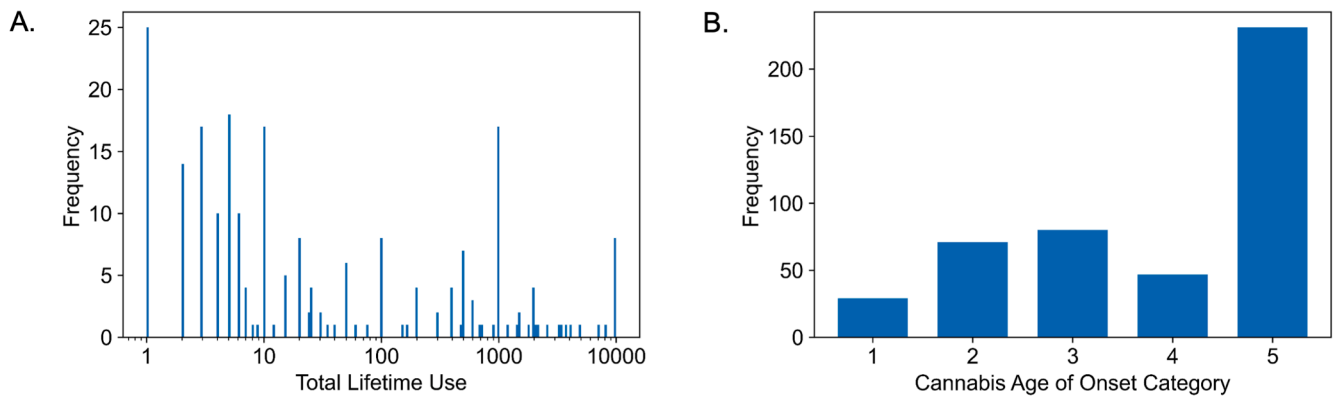 A.
Frequency
25
20
15
10
5
0
1 10 100 1000 10000
Total Lifetime Use
B.
Frequency
200
150
100
50
0
1 2 3 4 5
Cannabis Age of Onset Category